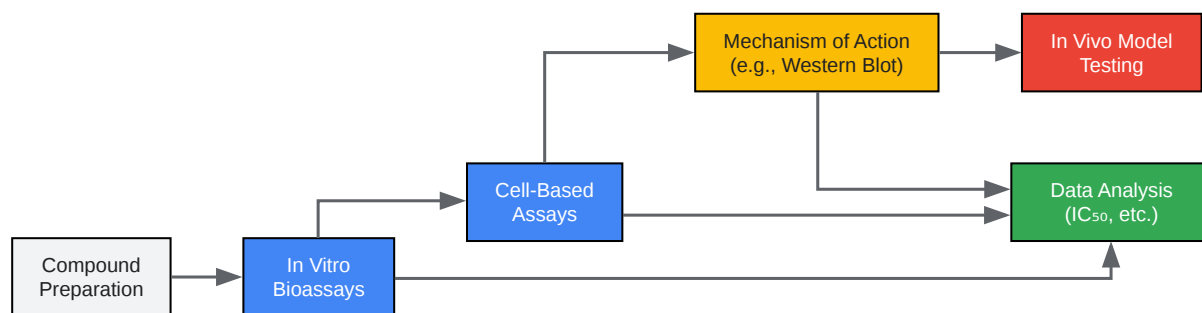 Mechanism of Action
(e.g., Western Blot)
In Vivo Model
Testing
Cell-Based
Assays
Data Analysis
(IC₅₀, etc.)
Compound
Preparation
In Vitro
Bioassays